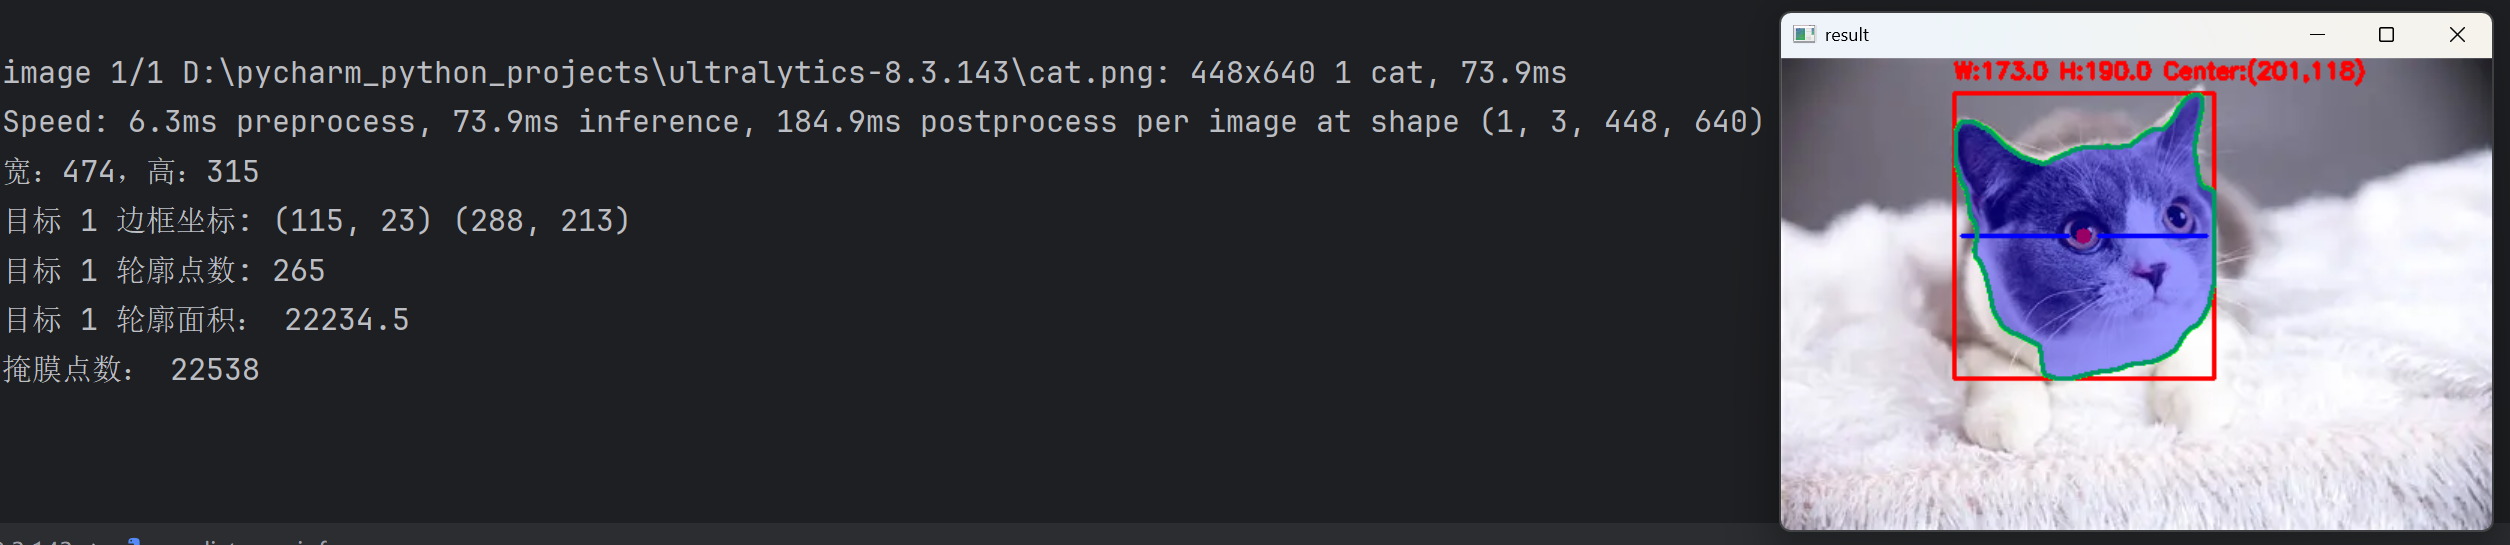 image 1/1 D:\pycharm_python_projects\ultralytics-8.3.143\cat.png: 448x640 1 cat, 73.9ms
Speed: 6.3ms preprocess, 73.9ms inference, 184.9ms postprocess per image at shape (1, 3, 448, 640)
宽：474，高：315
目标 1 边框坐标: (115, 23) (288, 213)
目标 1 轮廓点数: 265
目标 1 轮廓面积： 22234.5
掩膜点数： 22538
result
W:173.0 H:190.0 Center:(201,118)